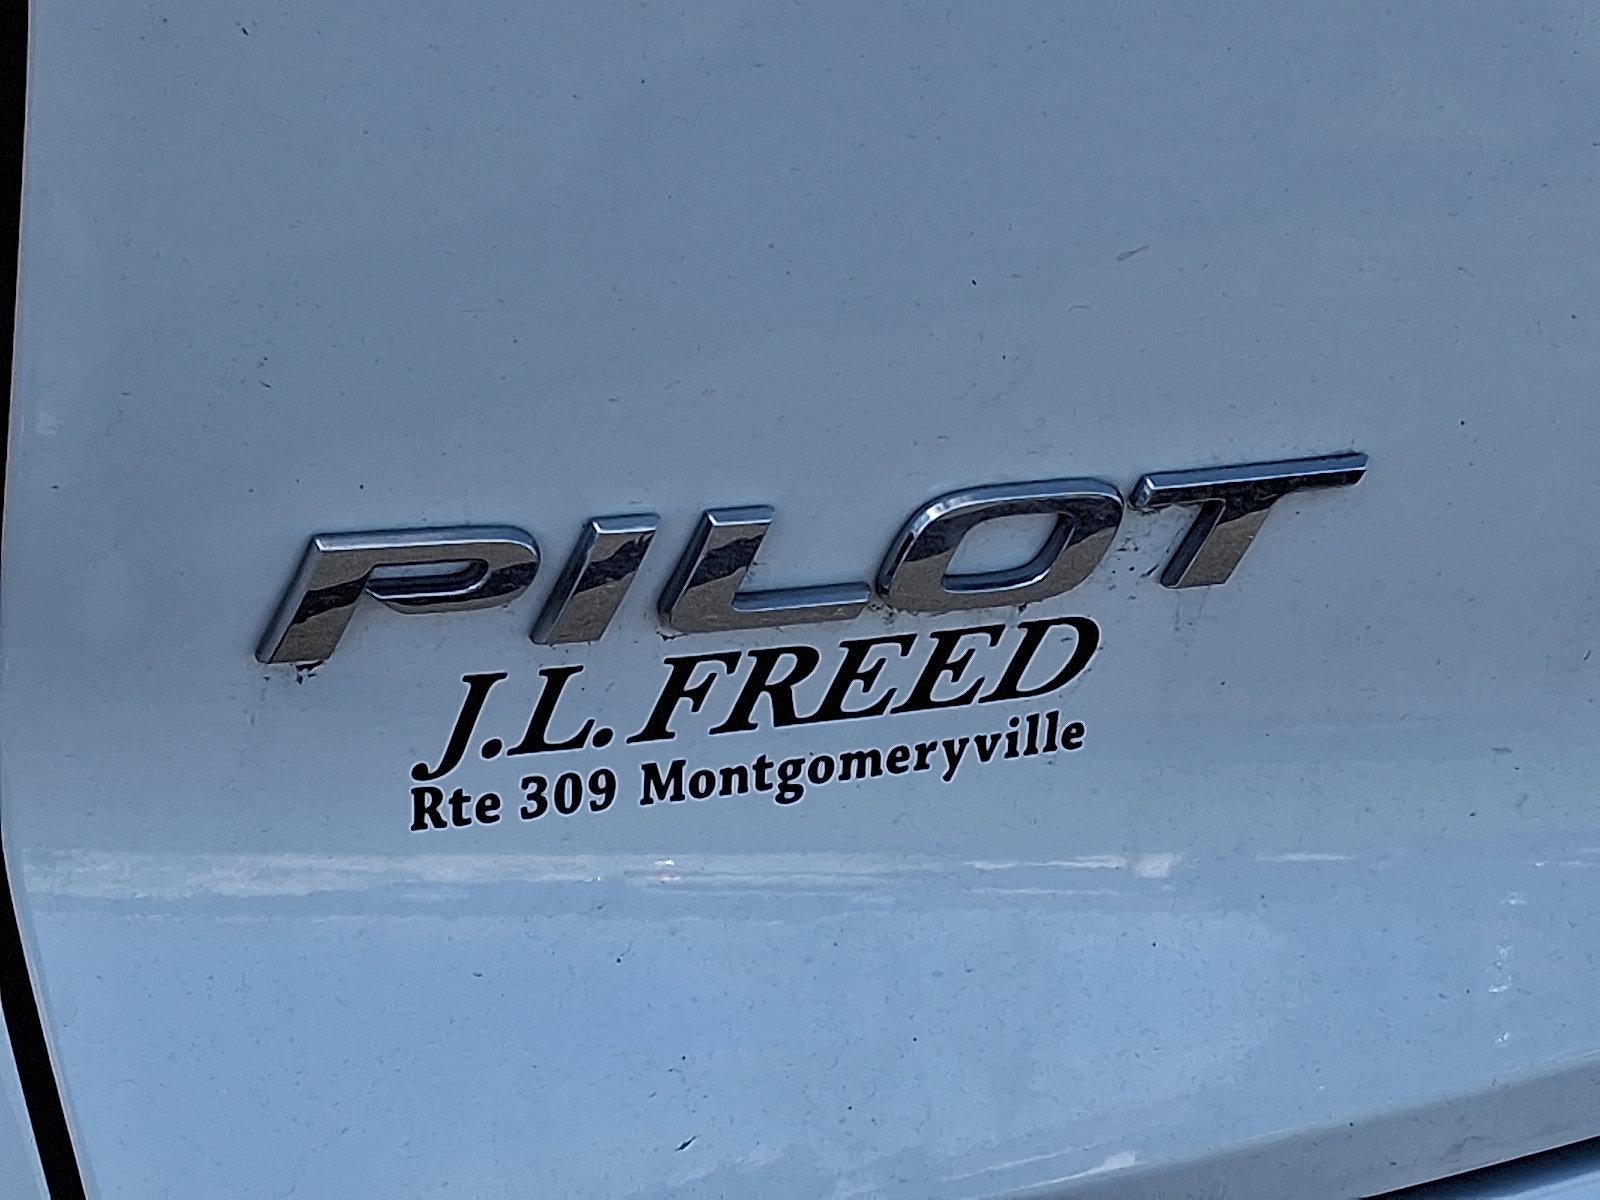 PILOT
J.L. FREED
Rte 309 Montgomeryville